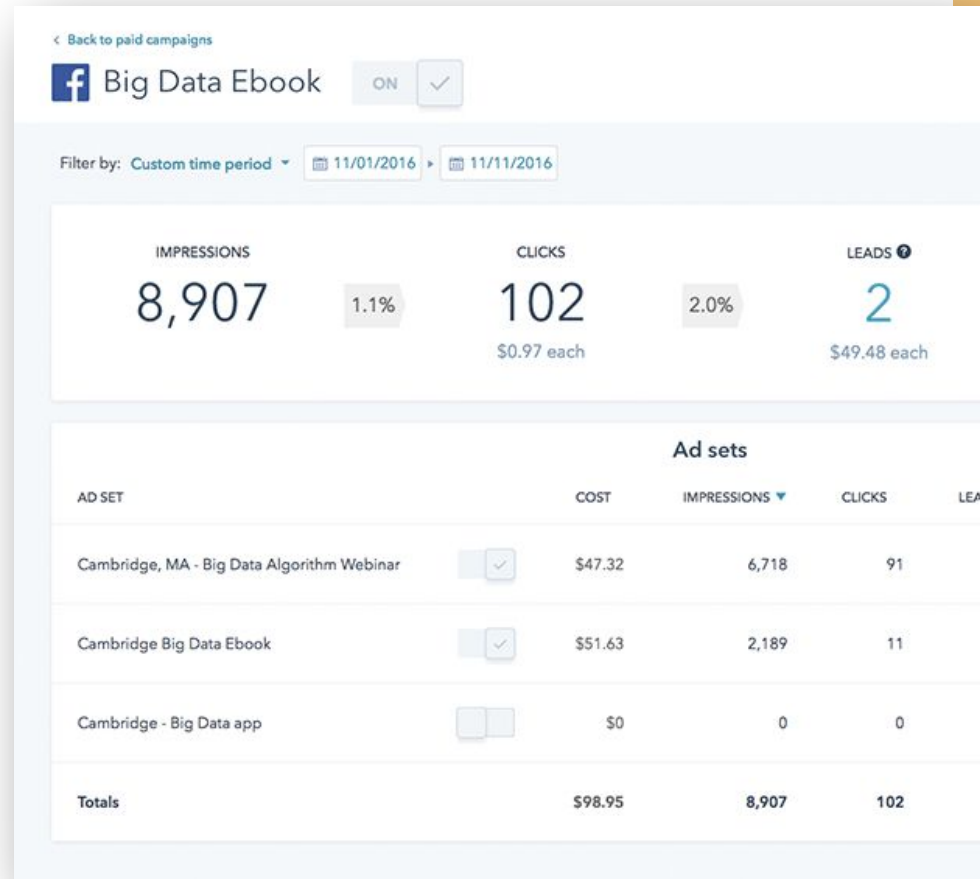 ‹ Back to paid campaigns
f Big Data Ebook ON
Filter by: Custom time period 11/01/2016 11/11/2016
IMPRESSIONS CLICKS LEADS ?
8,907 1.1% 102 2.0% 2
$0.97 each $49.48 each
Ad sets
AD SET COST IMPRESSIONS CLICKS LEA
Cambridge, MA - Big Data Algorithm Webinar $47.32 6,718 91
Cambridge Big Data Ebook $51.63 2,189 11
Cambridge - Big Data app $0 0 0
Totals $98.95 8,907 102